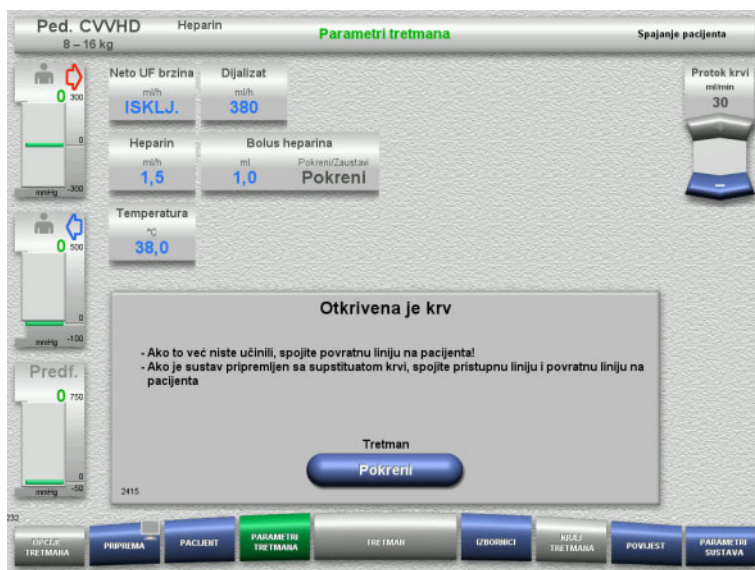 Ped. CVVHD
Heparin
8 – 16 kg
Parametri tretmana
Spajanje pacijenta
0
300
0
-300
mmHg
Neto UF brzina
ml/h
ISKLJ.
Dijalizat
ml/h
380
Protok krvi
ml/min
30
+
–
Heparin
ml/h
1,5
Bolus heparina
ml
Pokreni/Zaustavi
1,0
Pokreni
0
500
0
-100
mmHg
Temperatura
°C
38,0
Predf.
0
750
0
-50
mmHg
Otkrivena je krv
- Ako to već niste učinili, spojite povratnu liniju na pacijenta!
- Ako je sustav pripremljen sa supstituatom krvi, spojite pristupnu liniju i povratnu liniju na
pacijenta
Tretman
Pokreni
2415
232
OPCIJE
TRETMANA
PRIPREMA
PACIJENT
PARAMETRI
TRETMANA
TRETMAN
IZBORNICI
KRAJ
TRETMANA
POVIJEST
PARAMETRI
SUSTAVA